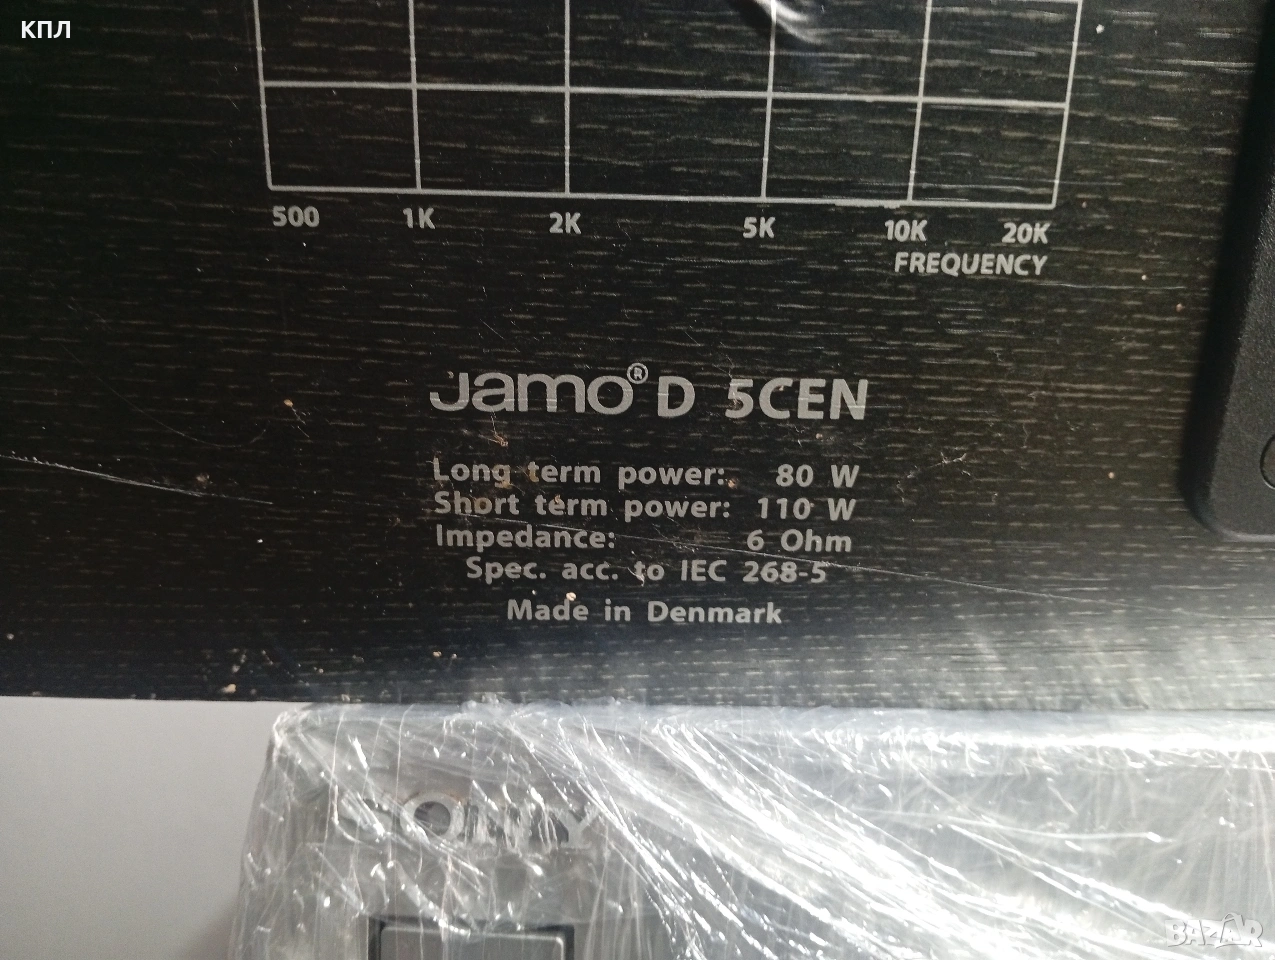 КПЛ
500 1K 2K 5K 10K 20K
FREQUENCY
Jamo® D 5CEN
Long term power: 80 W
Short term power: 110 W
Impedance: 6 Ohm
Spec. acc. to IEC 268-5
Made in Denmark
SONY
BAZAR